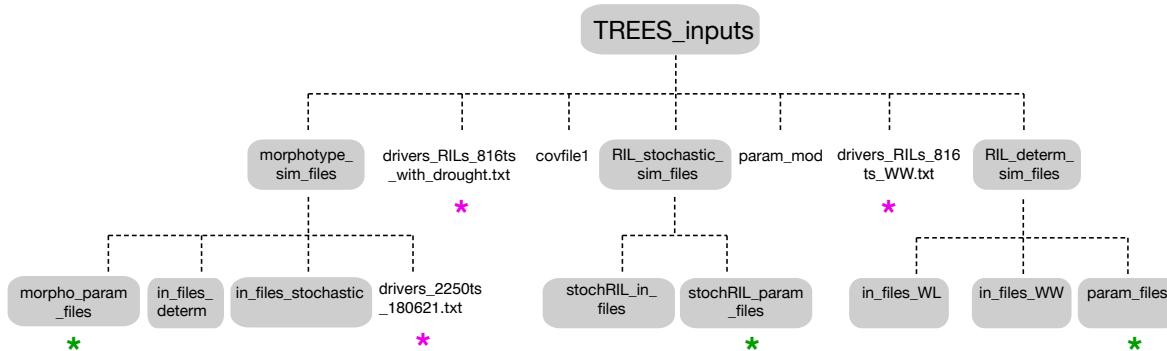 TREES_inputs
morphotype_
sim_files
drivers_RILs_816ts
_with_drought.txt
*
covfile1
RIL_stochastic_
sim_files
param_mod
drivers_RILs_816
ts_WW.txt
*
RIL_determ_
sim_files
morpho_param
_files
*
in_files_
determ
in_files_stochastic
drivers_2250ts
_180621.txt
*
stochRIL_in_
files
stochRIL_param
_files
*
in_files_WL
in_files_WW
param_files
*